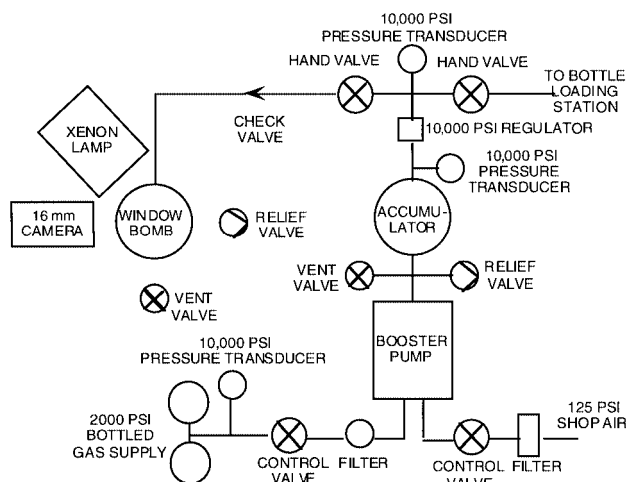 10,000 PSI
PRESSURE TRANSDUCER
HAND VALVE
HAND VALVE
TO BOTTLE
LOADING
STATION
CHECK
VALVE
XENON
LAMP
10,000 PSI REGULATOR
10,000 PSI
PRESSURE
TRANSDUCER
16 mm
CAMERA
WINDOW
BOMB
RELIEF
VALVE
ACCUMU-
LATOR
VENT
VALVE
RELIEF
VALVE
VENT
VALVE
BOOSTER
PUMP
10,000 PSI
PRESSURE TRANSDUCER
2000 PSI
BOTTLED
GAS SUPPLY
125 PSI
SHOP AIR
CONTROL
VALVE
FILTER
CONTROL
VALVE
FILTER